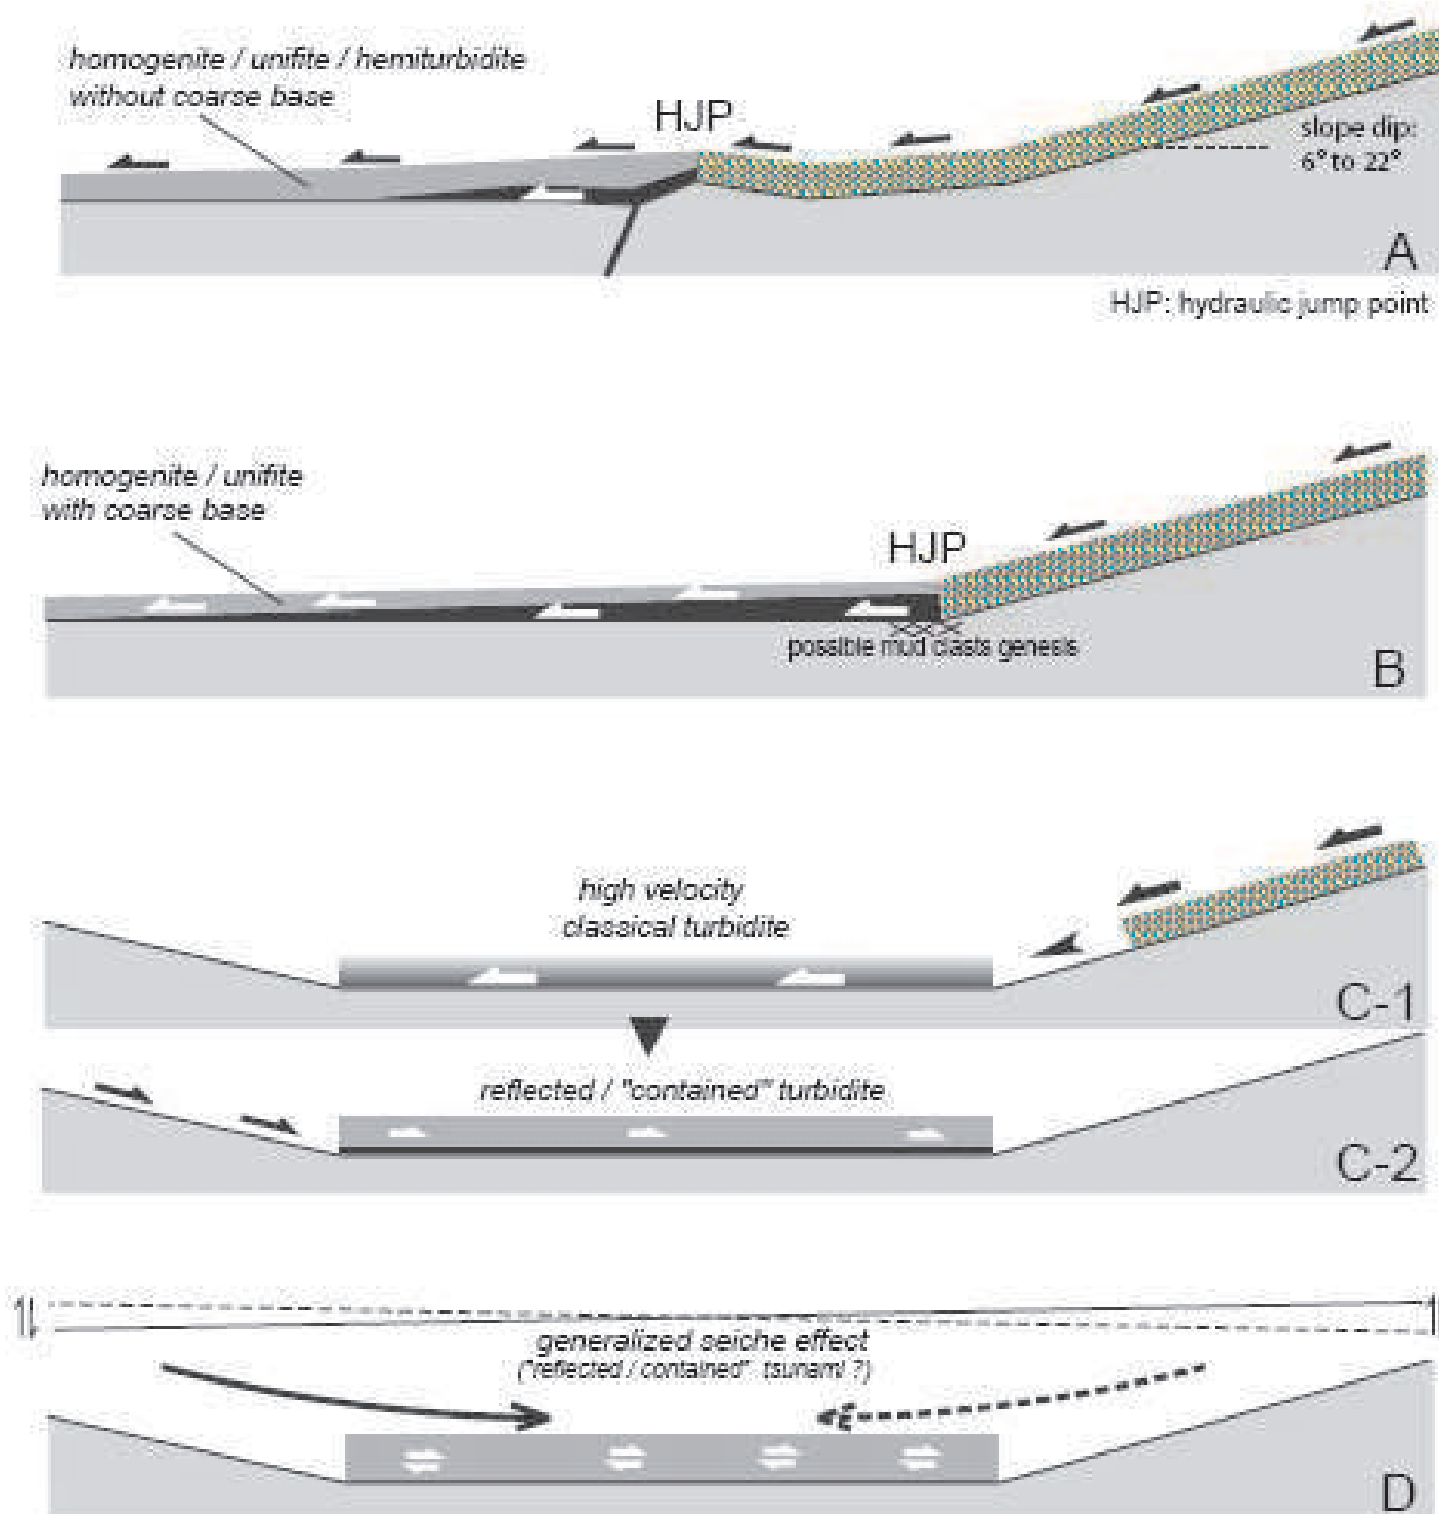 homogenite / unifite / hemiturbidite
without coarse base
HJP
slope dip:
6° to 22°
A
HJP: hydraulic jump point
homogenite / unifite
with coarse base
HJP
possible mud clasts genesis
B
high velocity
classical turbidite
C-1
reflected / "contained" turbidite
C-2
generalized seiche effect
("reflected / contained" tsunami ?)
D